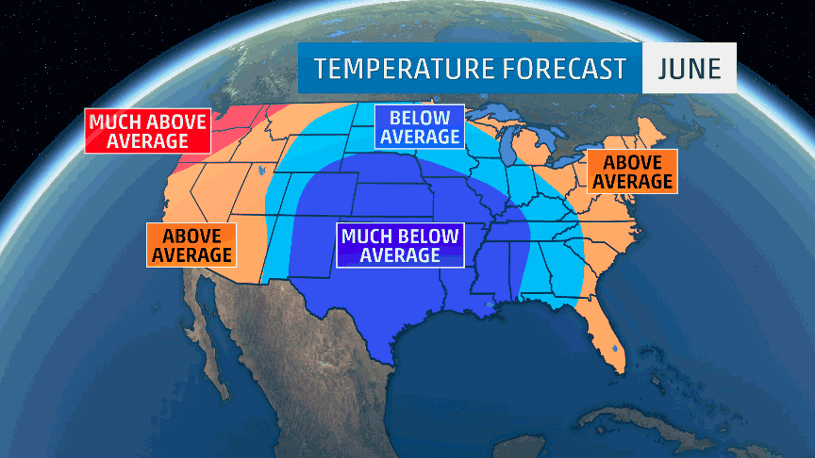 TEMPERATURE FORECAST JUNE
MUCH ABOVE
AVERAGE
BELOW
AVERAGE
ABOVE
AVERAGE
ABOVE
AVERAGE
MUCH BELOW
AVERAGE